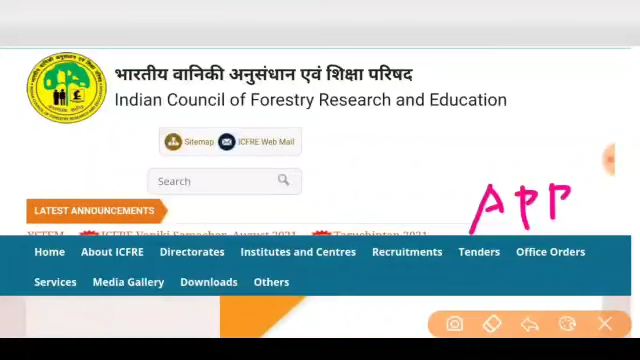 भारतीय वानिकी अनुसंधान एवं शिक्षा परिषद
Indian Council of Forestry Research and Education
Sitemap ICFRE Web Mail
Search
APP
LATEST ANNOUNCEMENTS
ICFRE Vaniki Samachar, August 2021 Taruchintan 2021
Home About ICFRE Directorates Institutes and Centres Recruitments Tenders Office Orders
Services Media Gallery Downloads Others